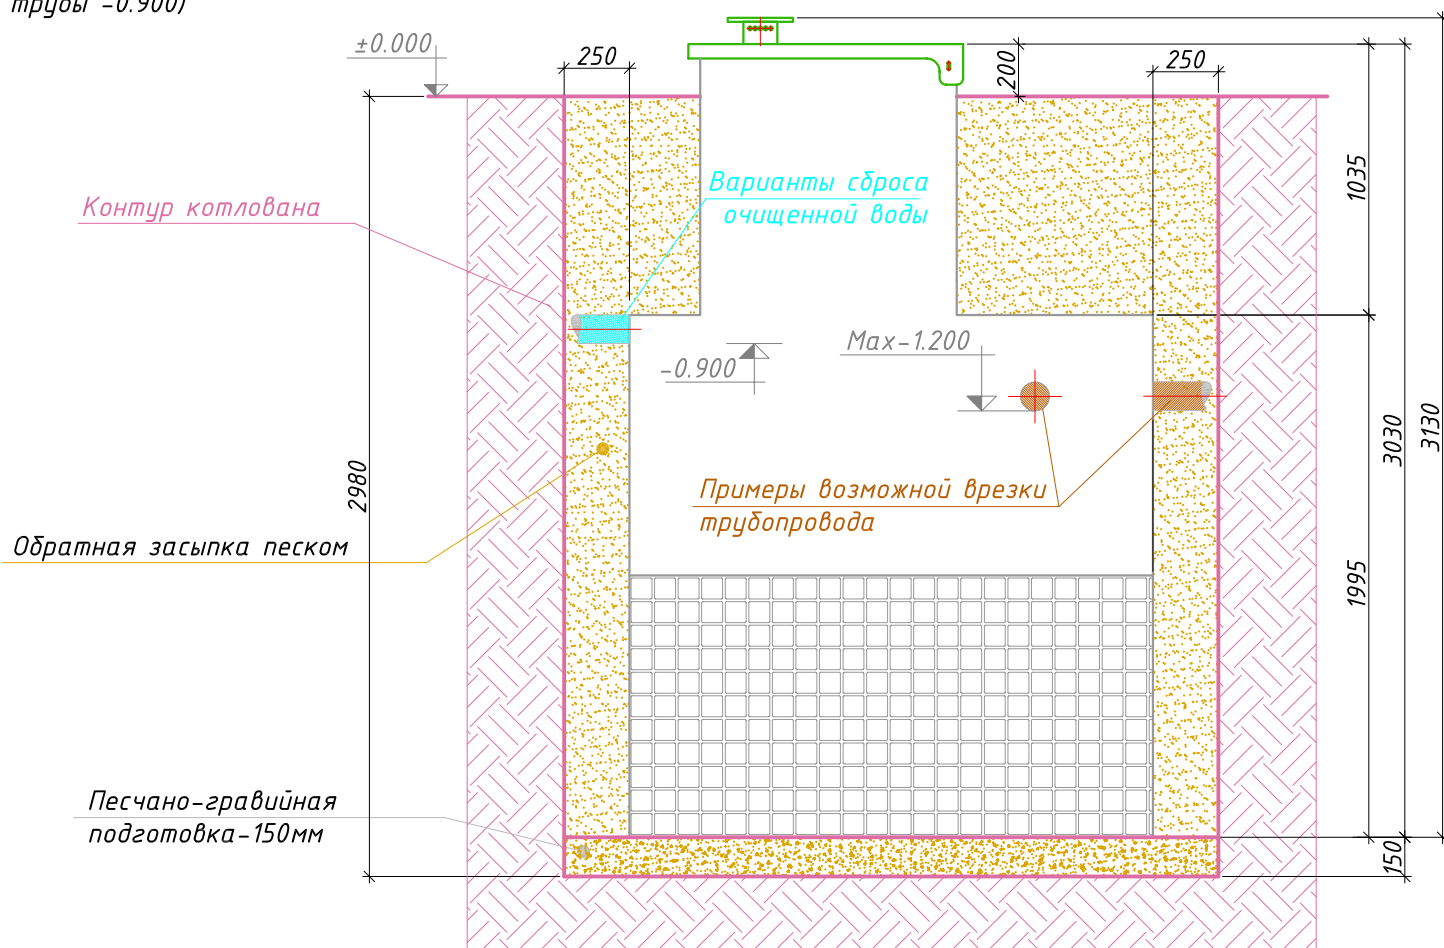 трубы -0.900)
±0.000
250
200
250
Варианты сброса
очищенной воды
1035
Контур котлована
Max-1.200
-0.900
3030
3130
2980
Примеры возможной врезки
трубопровода
Обратная засыпка песком
1995
Песчано-гравийная
подготовка-150мм
150